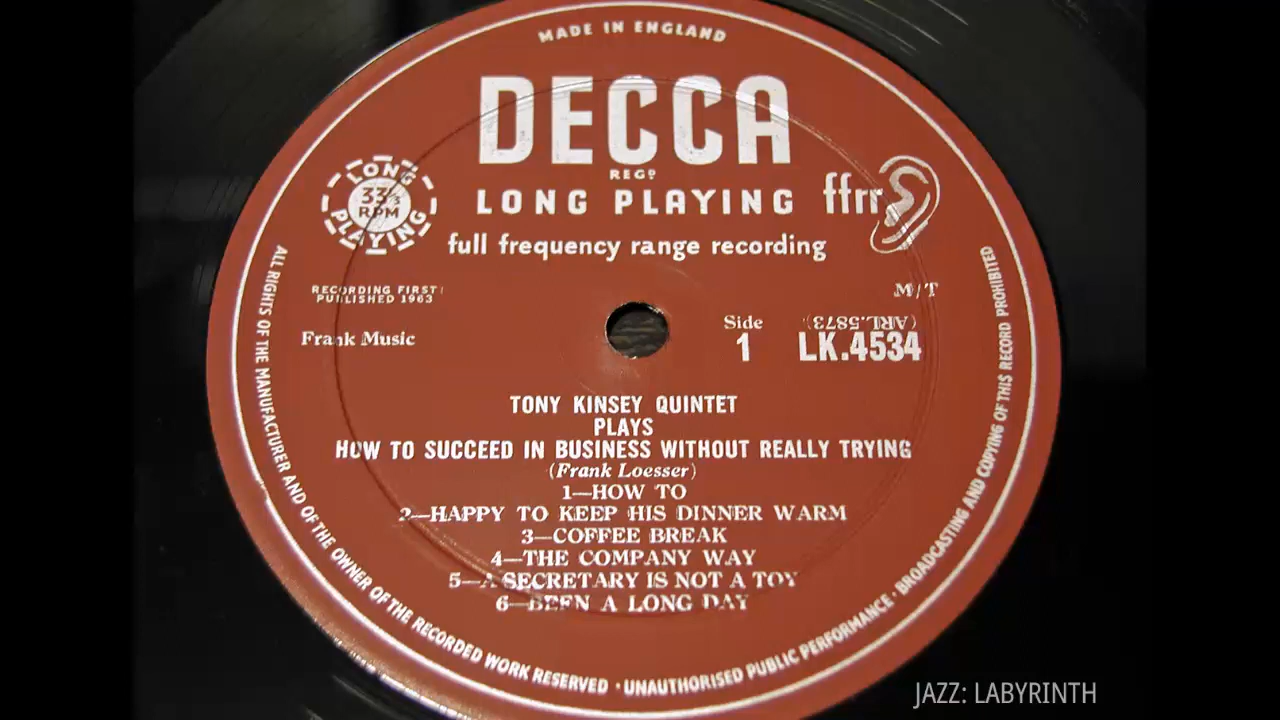 MADE IN ENGLAND
DECCA
REGD
LONG PLAYING
ffrr
LONG PLAYING
33⅓
RPM
full frequency range recording
RECORDING FIRST
PUBLISHED 1963
M/T
Frank Music
Side
1
(ARL.5873)
LK.4534
TONY KINSEY QUINTET
PLAYS
HOW TO SUCCEED IN BUSINESS WITHOUT REALLY TRYING
(Frank Loesser)
1—HOW TO
2—HAPPY TO KEEP HIS DINNER WARM
3—COFFEE BREAK
4—THE COMPANY WAY
5—A SECRETARY IS NOT A TOY
6—BEEN A LONG DAY
ALL RIGHTS OF THE MANUFACTURER AND OF THE OWNER OF THE RECORDED WORK RESERVED · UNAUTHORISED PUBLIC PERFORMANCE · BROADCASTING AND COPYING OF THIS RECORD PROHIBITED
JAZZ: LABYRINTH